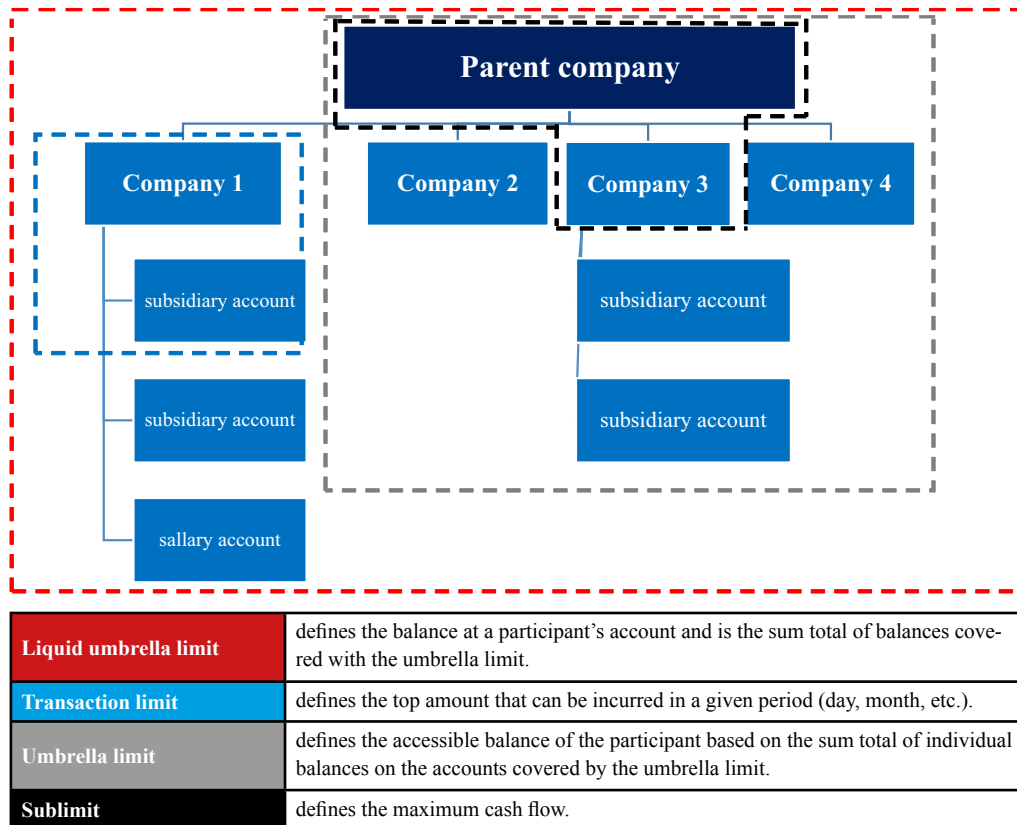 Parent company
Company 1
Company 2
Company 3
Company 4
subsidiary account
subsidiary account
subsidiary account
subsidiary account
sallary account
Liquid umbrella limit
defines the balance at a participant’s account and is the sum total of balances cove-
red with the umbrella limit.
Transaction limit
defines the top amount that can be incurred in a given period (day, month, etc.).
Umbrella limit
defines the accessible balance of the participant based on the sum total of individual
balances on the accounts covered by the umbrella limit.
Sublimit
defines the maximum cash flow.